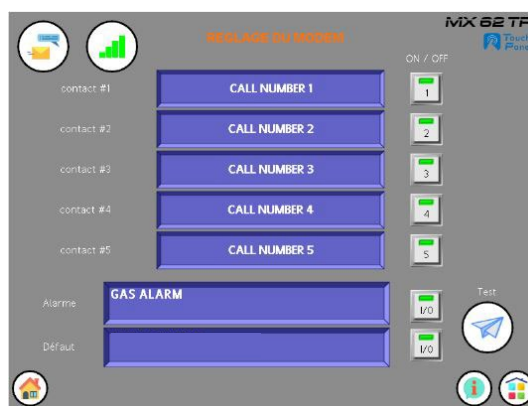 MX 62 TP
REGLAGE DU MODEM
Touch
Panel
ON / OFF
contact #1
CALL NUMBER 1
1
contact #2
CALL NUMBER 2
2
contact #3
CALL NUMBER 3
3
contact #4
CALL NUMBER 4
4
contact #5
CALL NUMBER 5
5
Alarme
GAS ALARM
I/O
Test
Défaut
I/O